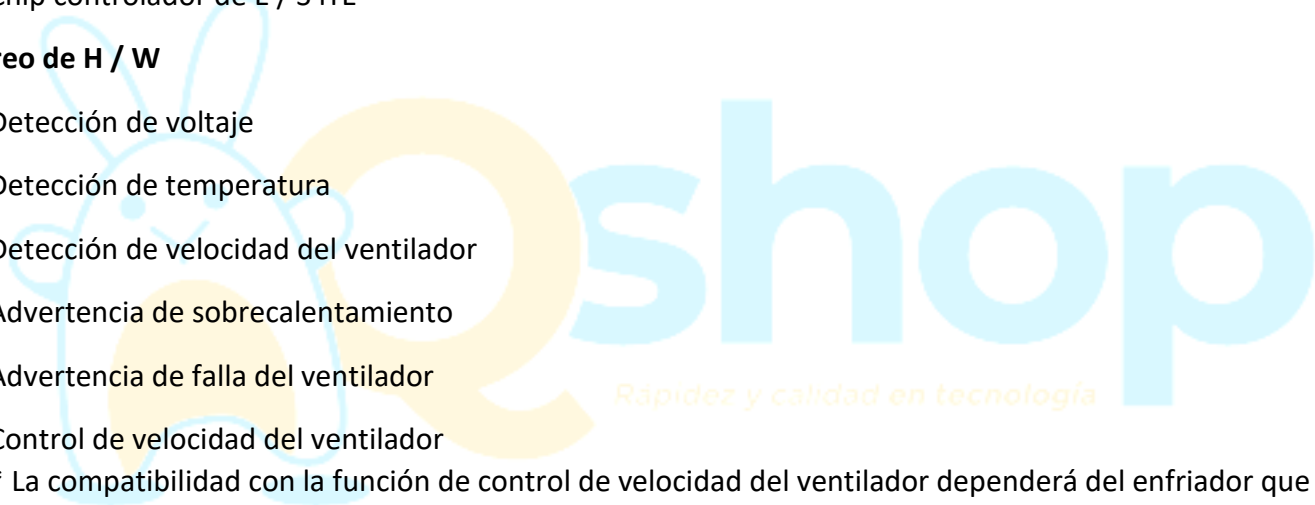 chip controlador de E / S iTE
reo de H / W
Detección de voltaje
Detección de temperatura
Detección de velocidad del ventilador
Advertencia de sobrecalentamiento
Advertencia de falla del ventilador
Qshop
Rápidez y calidad en tecnología
Control de velocidad del ventilador
* La compatibilidad con la función de control de velocidad del ventilador dependerá del enfriador que